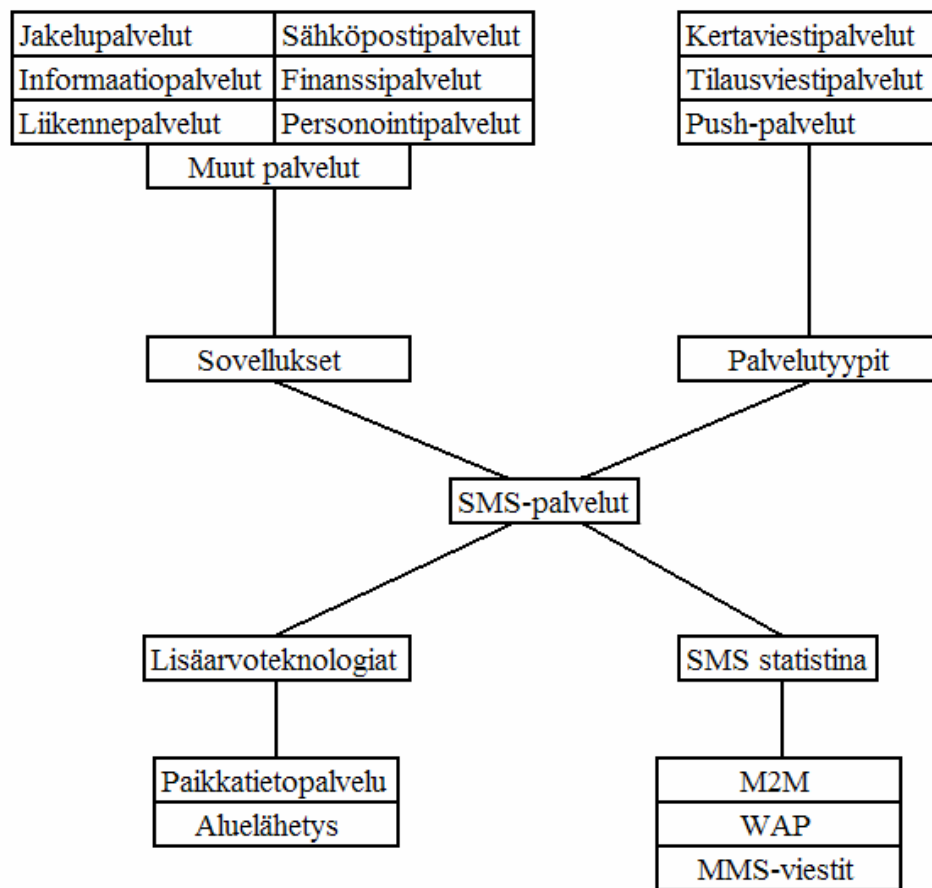 Jakelupalvelut Sähköpostipalvelut
Informaatiopalvelut Finanssipalvelut
Liikennepalvelut Personointipalvelut
Muut palvelut
Kertaviestipalvelut
Tilausviestipalvelut
Push-palvelut
Sovellukset
Palvelutyypit
SMS-palvelut
Lisäarvoteknologiat
SMS statistina
Paikkatietopalvelu
Aluelähetys
M2M
WAP
MMS-viestit